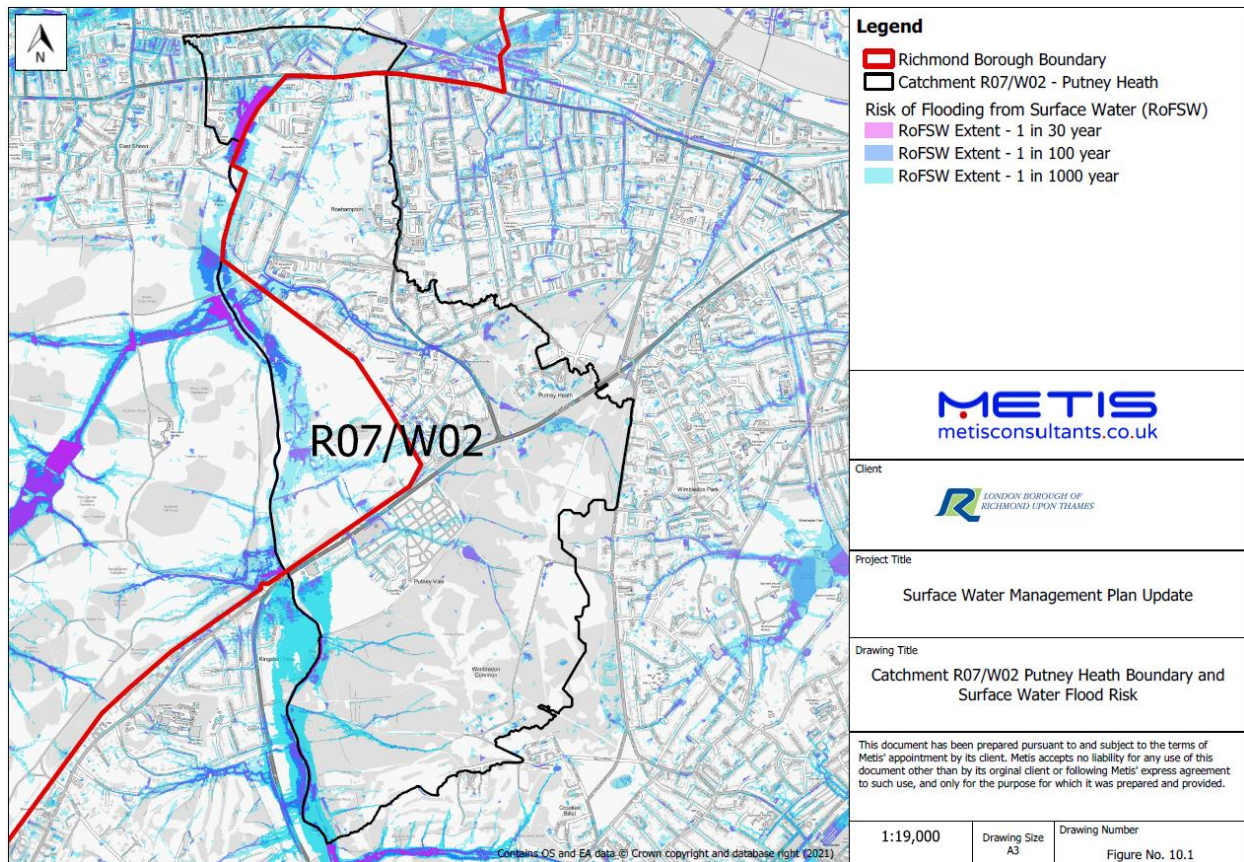 N
East Sheen
Roehampton
Putney Heath
R07/W02
Wimbledon Park
Putney Vale
Kingston Vale
Wimbledon
Common
Contains OS and EA data © Crown copyright and database right (2021)
Legend
Richmond Borough Boundary
Catchment R07/W02 - Putney Heath
Risk of Flooding from Surface Water (RoFSW)
RoFSW Extent - 1 in 30 year
RoFSW Extent - 1 in 100 year
RoFSW Extent - 1 in 1000 year
METIS
metisconsultants.co.uk
Client
LONDON BOROUGH OF
RICHMOND UPON THAMES
Project Title
Surface Water Management Plan Update
Drawing Title
Catchment R07/W02 Putney Heath Boundary and
Surface Water Flood Risk
This document has been prepared pursuant to and subject to the terms of
Metis' appointment by its client. Metis accepts no liability for any use of this
document other than by its orginal client or following Metis' express agreement
to such use, and only for the purpose for which it was prepared and provided.
1:19,000
Drawing Size
A3
Drawing Number
Figure No. 10.1